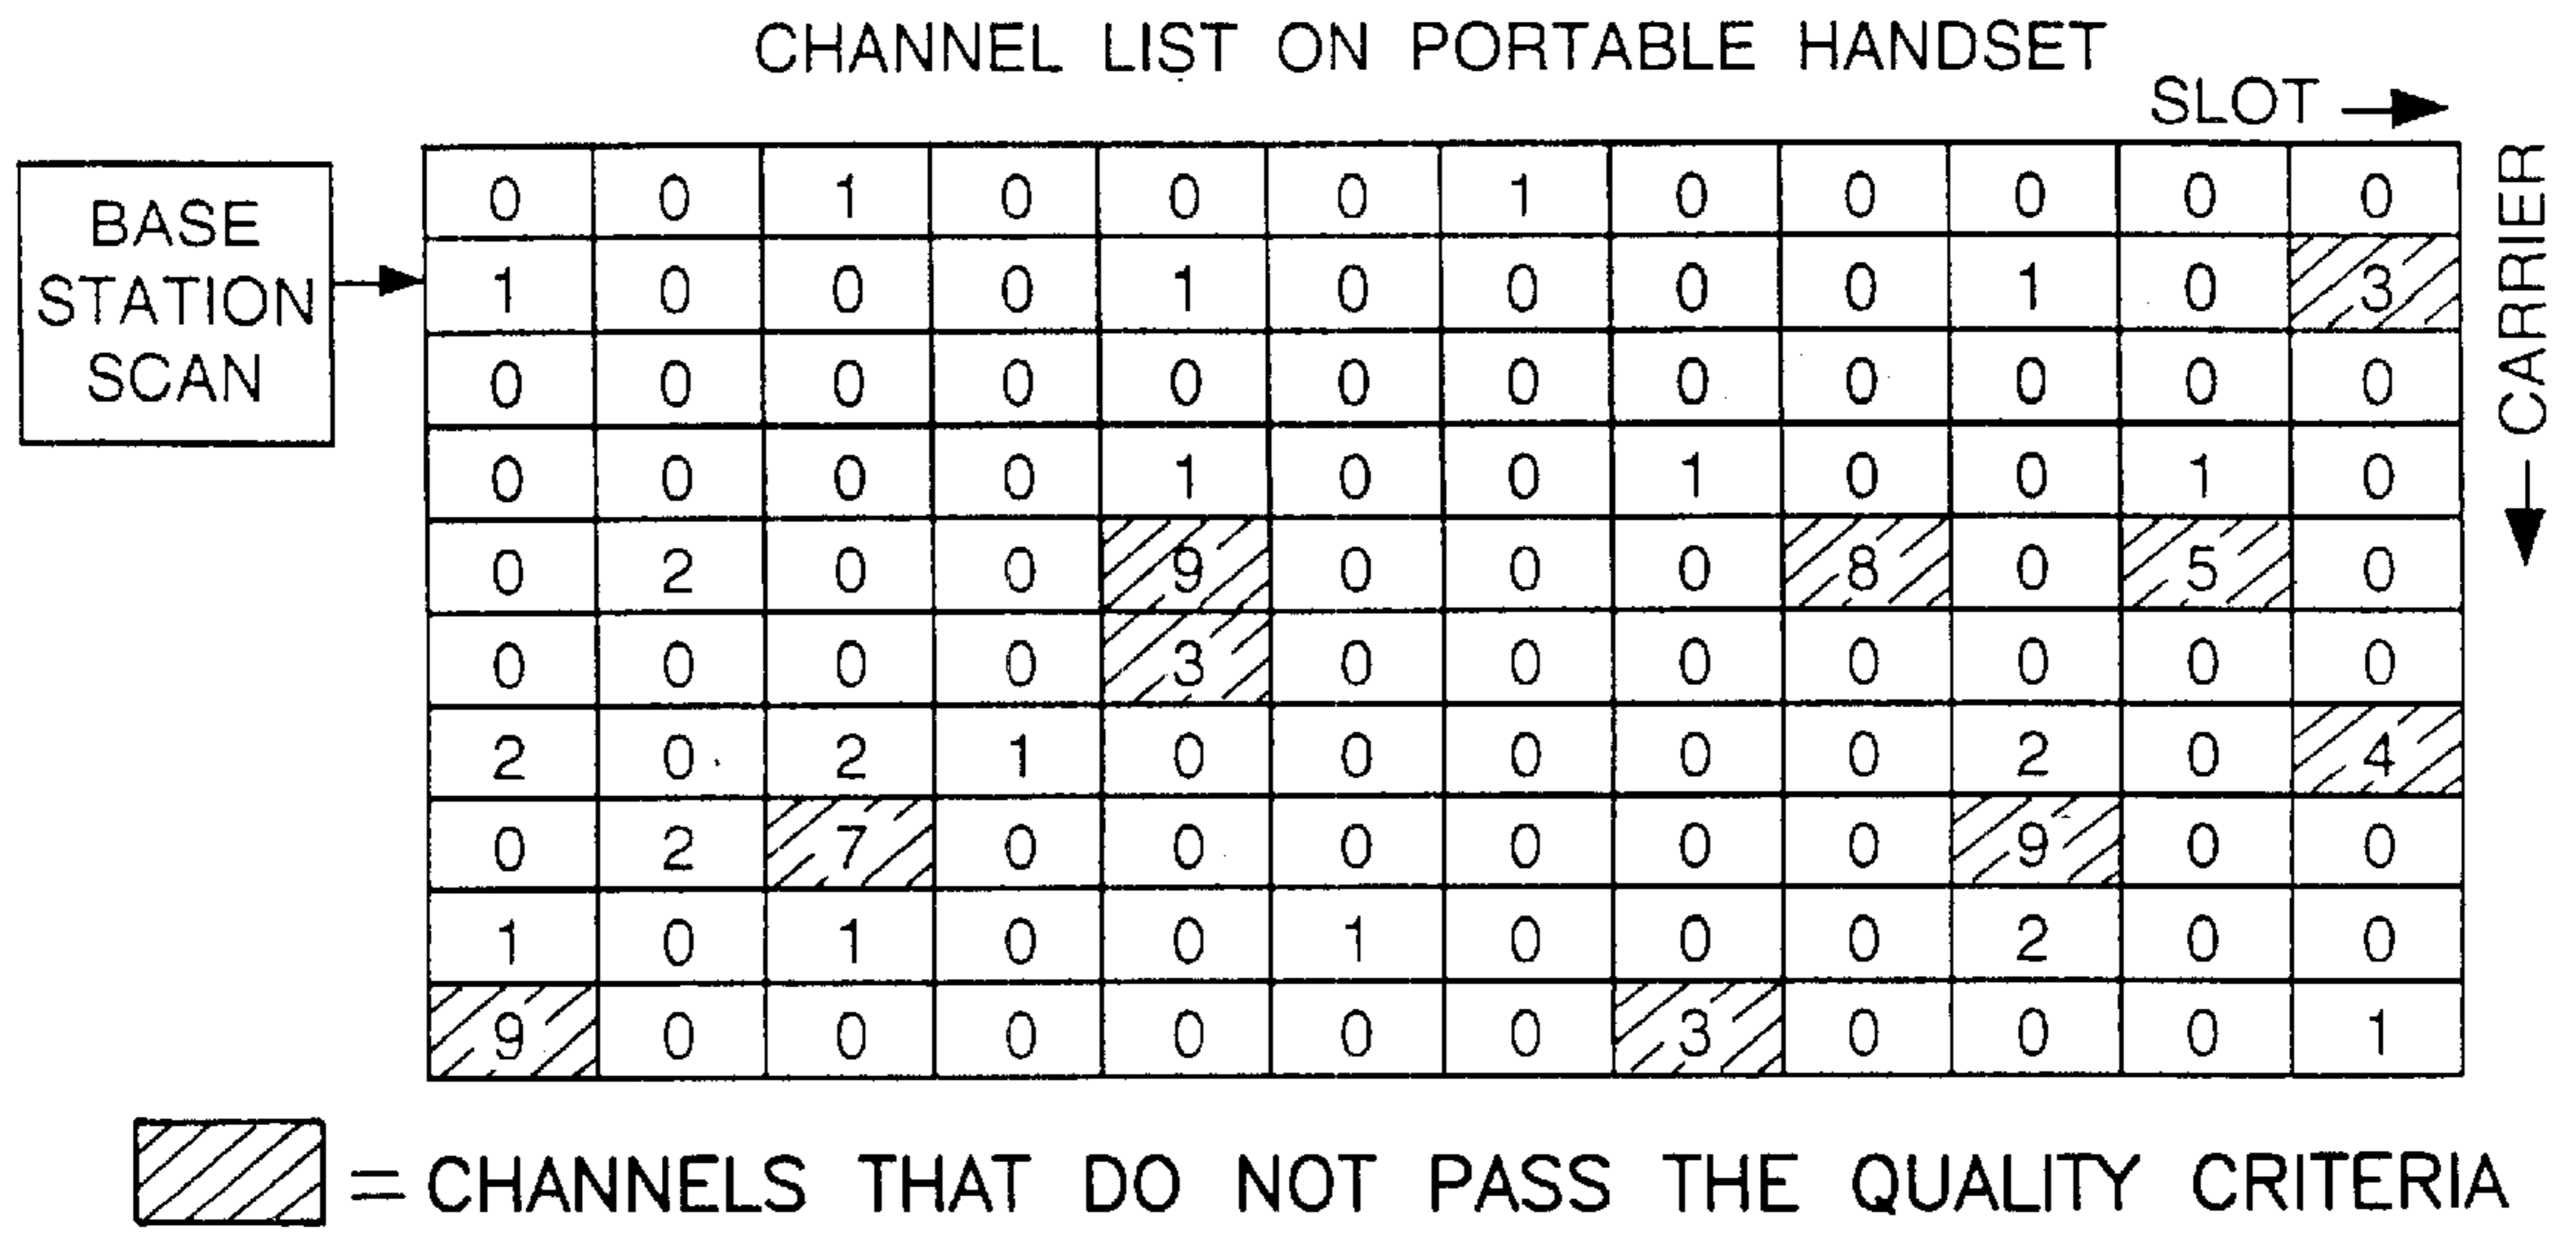 CHANNEL LIST ON PORTABLE HANDSET
SLOT
CARRIER
BASE
STATION
SCAN
0 0 1 0 0 0 1 0 0 0 0 0
1 0 0 0 1 0 0 0 0 1 0 3
0 0 0 0 0 0 0 0 0 0 0 0
0 0 0 0 1 0 0 1 0 0 1 0
0 2 0 0 9 0 0 0 8 0 5 0
0 0 0 0 3 0 0 0 0 0 0 0
2 0 2 1 0 0 0 0 0 2 0 4
0 2 7 0 0 0 0 0 0 9 0 0
1 0 1 0 0 1 0 0 0 2 0 0
9 0 0 0 0 0 0 3 0 0 0 1
= CHANNELS THAT DO NOT PASS THE QUALITY CRITERIA